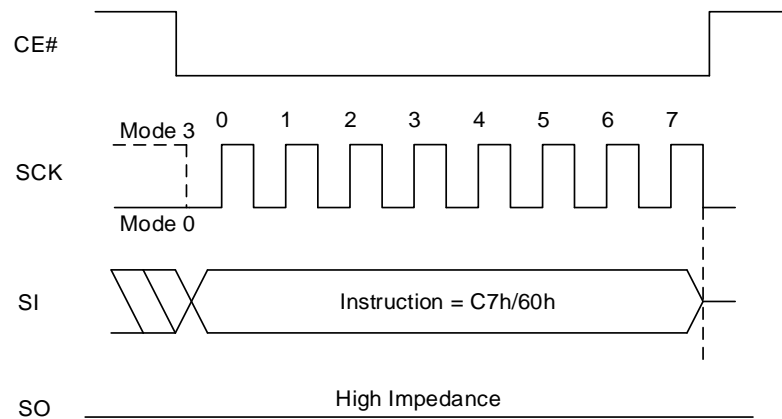 CE#
Mode 3
0 1 2 3 4 5 6 7
SCK
Mode 0
SI
Instruction = C7h/60h
High Impedance
SO